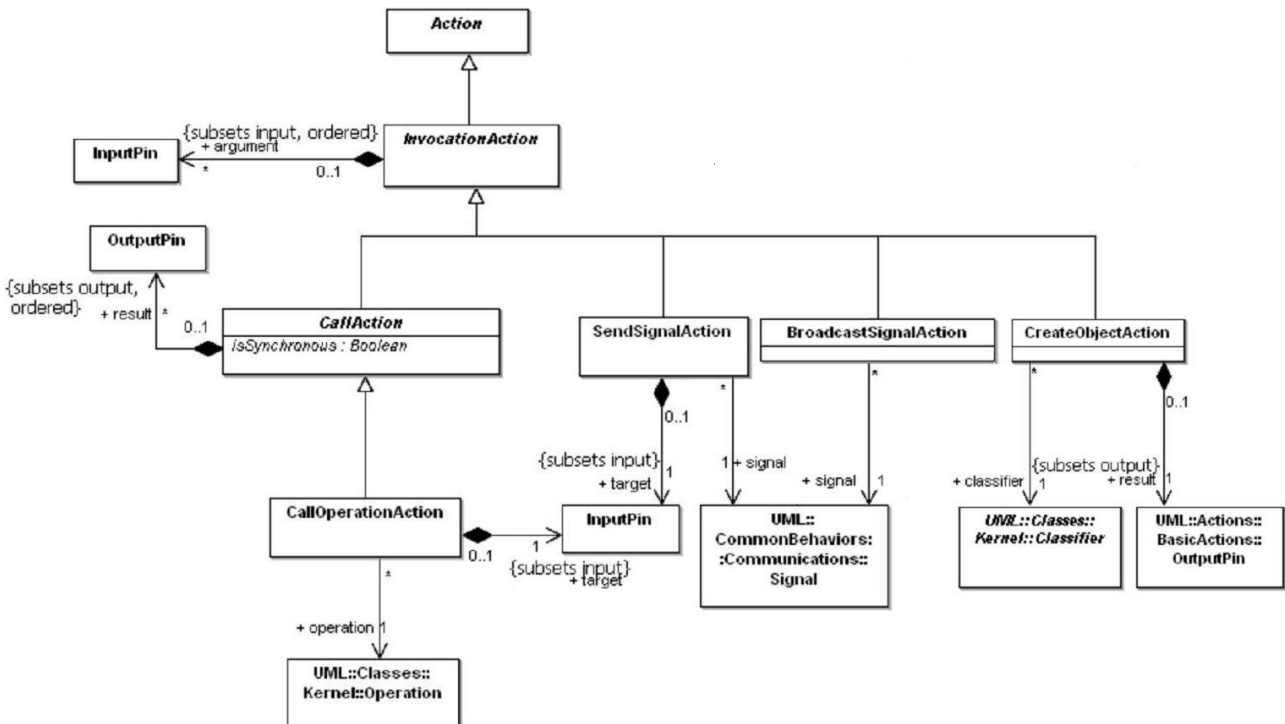 Action
{subsets input, ordered}
+ argument
InvocationAction
InputPin
*
0..1
OutputPin
{subsets output,
ordered}
+ result
*
0..1
CallAction
isSynchronous : Boolean
SendSignalAction
BroadcastSignalAction
CreateObjectAction
*
0..1
*
*
0..1
{subsets input}
1
+ target
1 + signal
+ signal
1
+ classifier
1
{subsets output}
+ result
1
CallOperationAction
0..1
1
{subsets input}
+ target
InputPin
UML::
CommonBehaviors:
:Communications::
Signal
UML::Classes::
Kernel::Classifier
UML::Actions::
BasicActions::
OutputPin
*
+ operation 1
UML::Classes::
Kernel::Operation